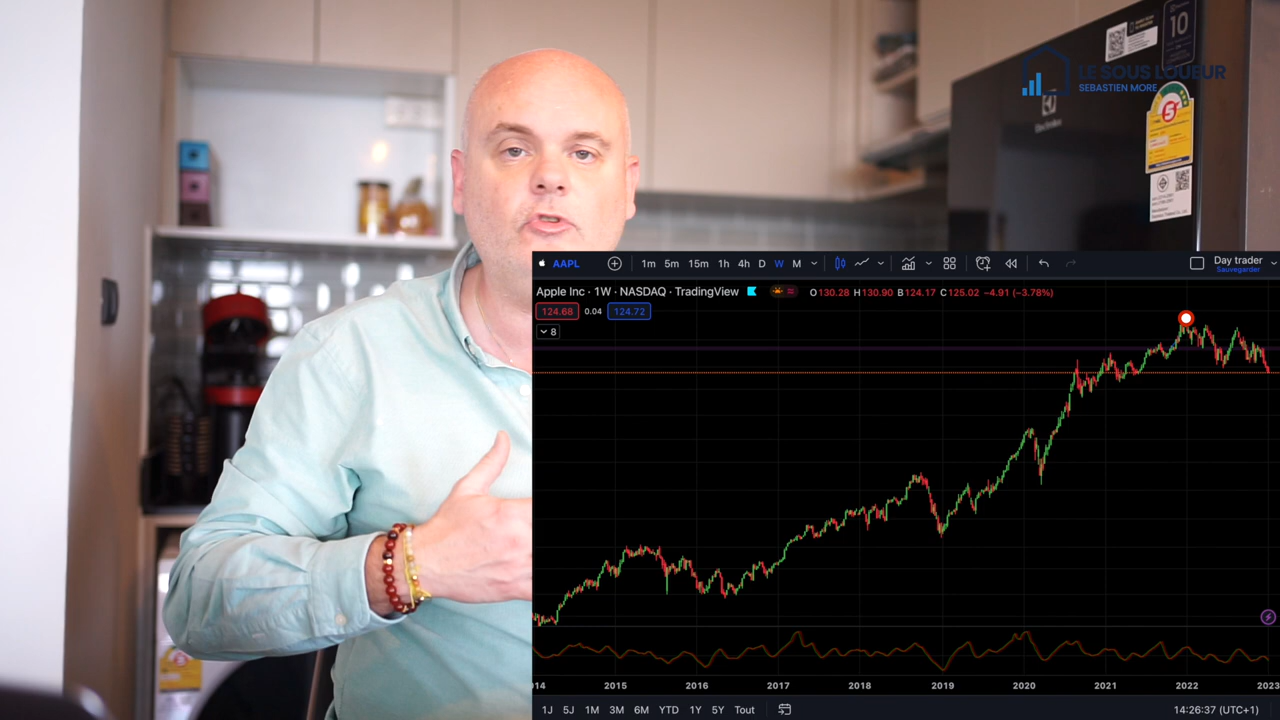 10
LE SOUS LOUEUR
SEBASTIEN MORE
Electrolux
5
AAPL
1m 5m 15m 1h 4h D W M
Day trader
Sauvegarder
Apple Inc · 1W · NASDAQ · TradingView
O130.28 H130.90 B124.17 C125.02 −4.91 (−3.78%)
124.68 0.04 124.72
8
14 2015 2016 2017 2018 2019 2020 2021 2022 2023
1J 5J 1M 3M 6M YTD 1Y 5Y Tout
14:26:37 (UTC+1)